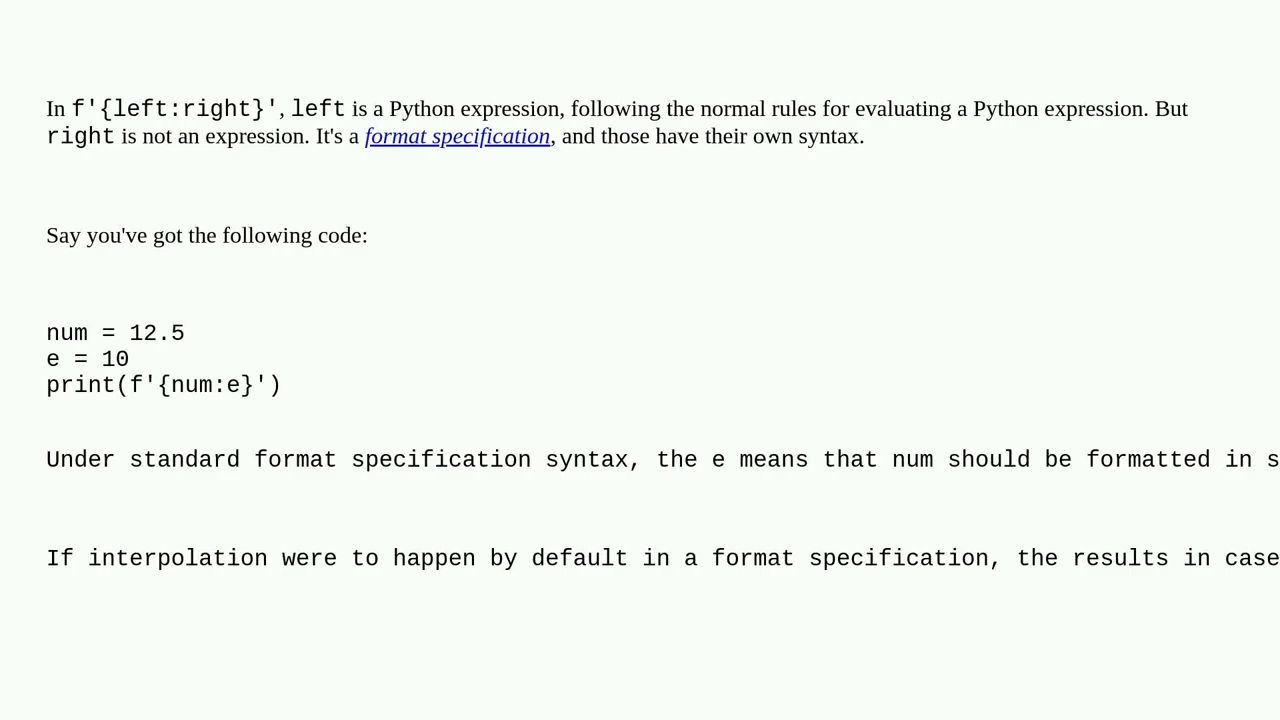 In f'{left:right}', left is a Python expression, following the normal rules for evaluating a Python expression. But
right is not an expression. It's a format specification, and those have their own syntax.
Say you've got the following code:
num = 12.5
e = 10
print(f'{num:e}')
Under standard format specification syntax, the e means that num should be formatted in s
If interpolation were to happen by default in a format specification, the results in case